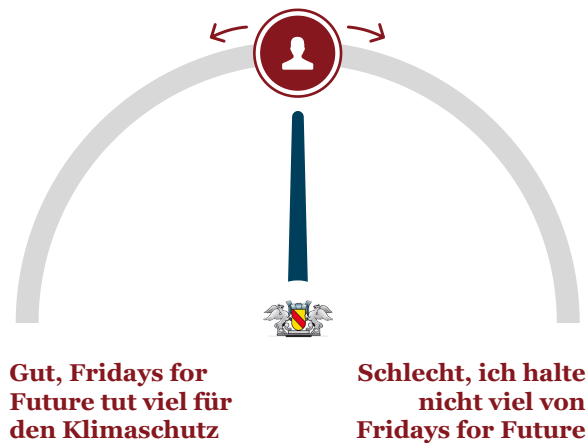 Gut, Fridays for
Future tut viel für
den Klimaschutz
Schlecht, ich halte
nicht viel von
Fridays for Future